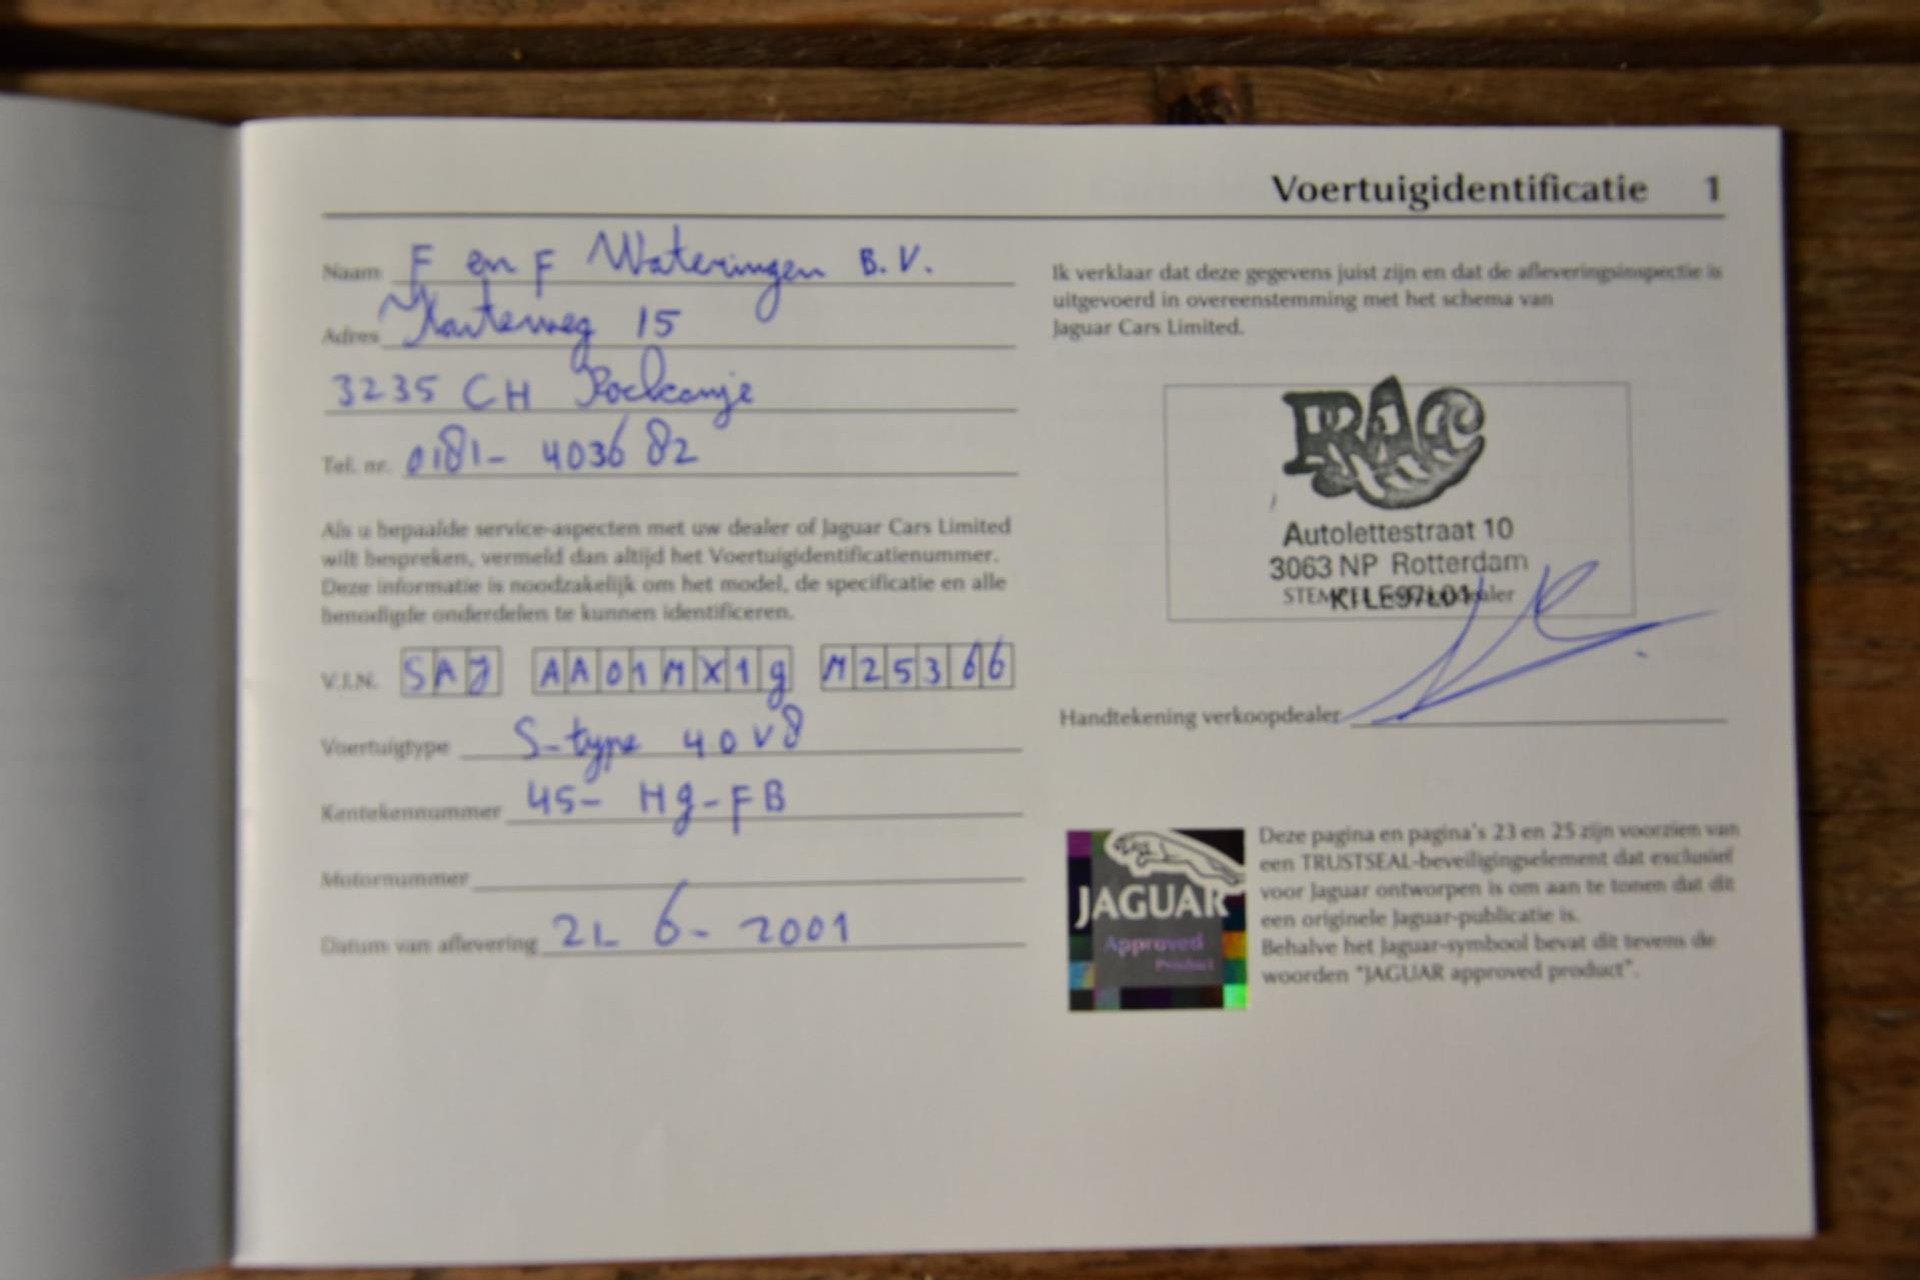 Voertuigidentificatie 1
Naam F en F Wateringen B.V.
Adres 15
3235 CH Rockanje
Tel. nr. 0181- 403682
Als u bepaalde service-aspecten met uw dealer of Jaguar Cars Limited
wilt bespreken, vermeld dan altijd het Voertuigidentificatienummer.
Deze informatie is noodzakelijk om het model, de specificatie en alle
benodigde onderdelen te kunnen identificeren.
V.I.N. SAJ AA01MX1g M25366
Voertuigtype S-type 40 V8
Kentekennummer 45- Hg-FB
Motornummer
Datum van aflevering 21 6- 2001
Ik verklaar dat deze gegevens juist zijn en dat de afleveringsinspectie is
uitgevoerd in overeenstemming met het schema van
Jaguar Cars Limited.
PRAC
Autolettestraat 10
3063 NP Rotterdam
Handtekening verkoopdealer
JAGUAR
Approved
Product
Deze pagina en pagina's 23 en 25 zijn voorzien van
een TRUSTSEAL-beveiligingselement dat exclusief
voor Jaguar ontworpen is om aan te tonen dat dit
een originele Jaguar-publicatie is.
Behalve het Jaguar-symbool bevat dit tevens de
woorden "JAGUAR approved product".